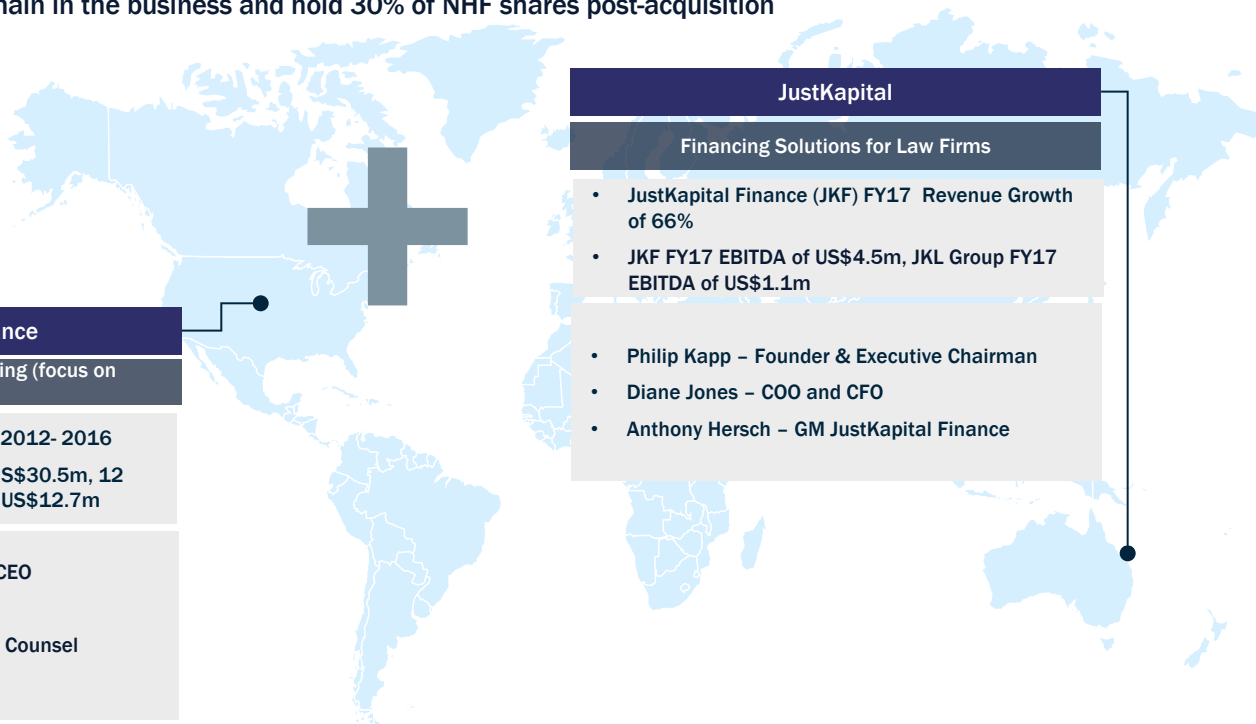 hain in the business and hold 30% of NHF shares post-acquisition
JustKapital
Financing Solutions for Law Firms
• JustKapital Finance (JKF) FY17 Revenue Growth
of 66%
• JKF FY17 EBITDA of US$4.5m, JKL Group FY17
EBITDA of US$1.1m
• Philip Kapp – Founder & Executive Chairman
• Diane Jones – COO and CFO
• Anthony Hersch – GM JustKapital Finance
nce
ing (focus on
2012- 2016
S$30.5m, 12
US$12.7m
CEO
Counsel